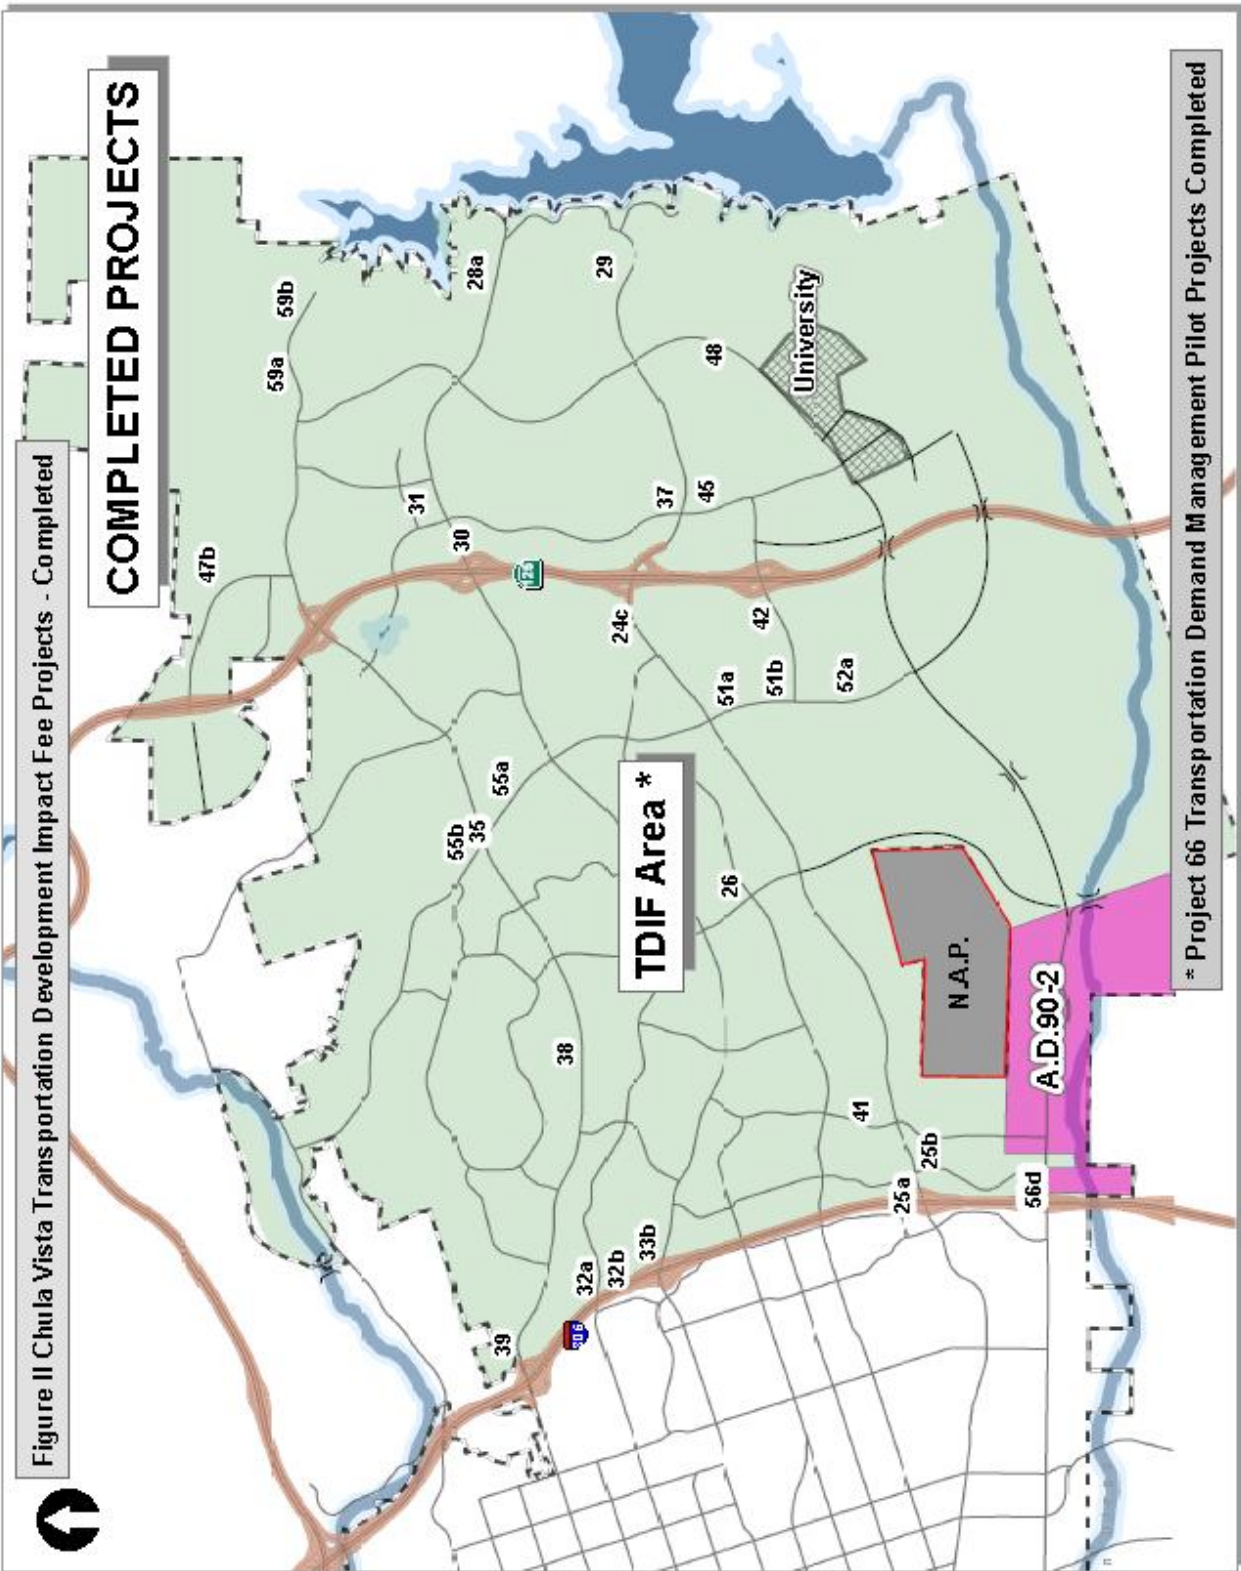 Figure II Chula Vista Transportation Development Impact Fee Projects - Completed
COMPLETED PROJECTS
47b
59a
59b
31
28a
30
125
29
39
55b
35
55a
38
32a
32b
33b
24c
37
45
48
TDIF Area *
26
51a
51b
42
52a
University
41
25a
25b
N.A.P.
56d
A.D.90-2
* Project 66 Transportation Demand Management Pilot Projects Completed